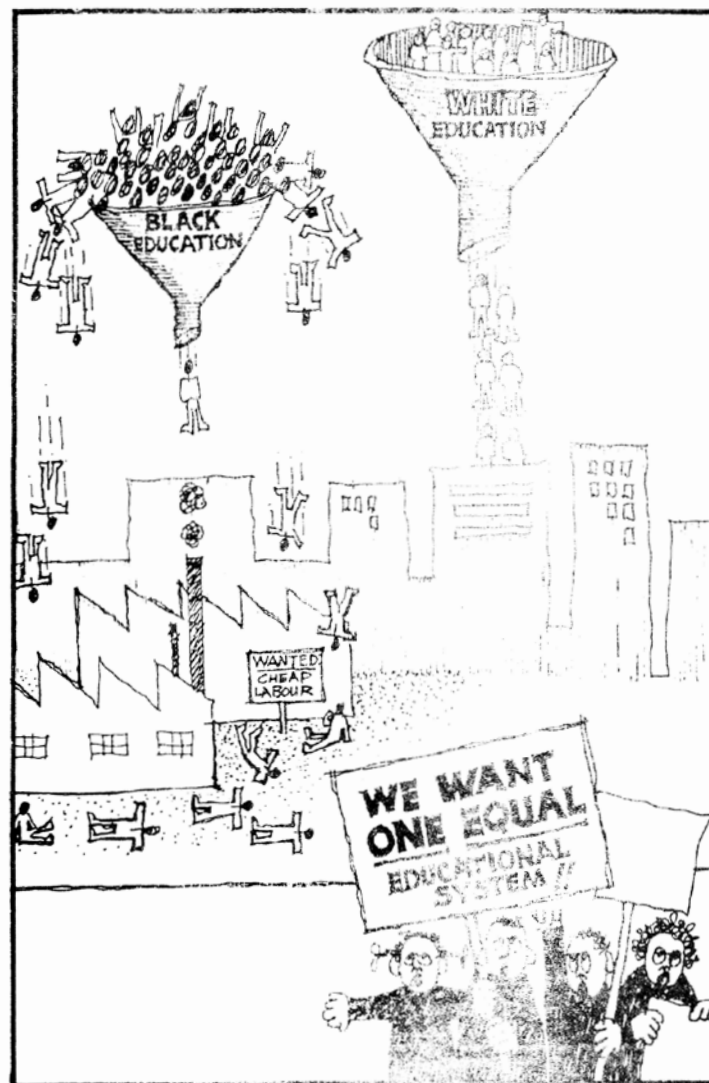 WHITE
EDUCATION
BLACK
EDUCATION
WANTED:
CHEAP
LABOUR
WE WANT
ONE EQUAL
EDUCATIONAL
SYSTEM !!